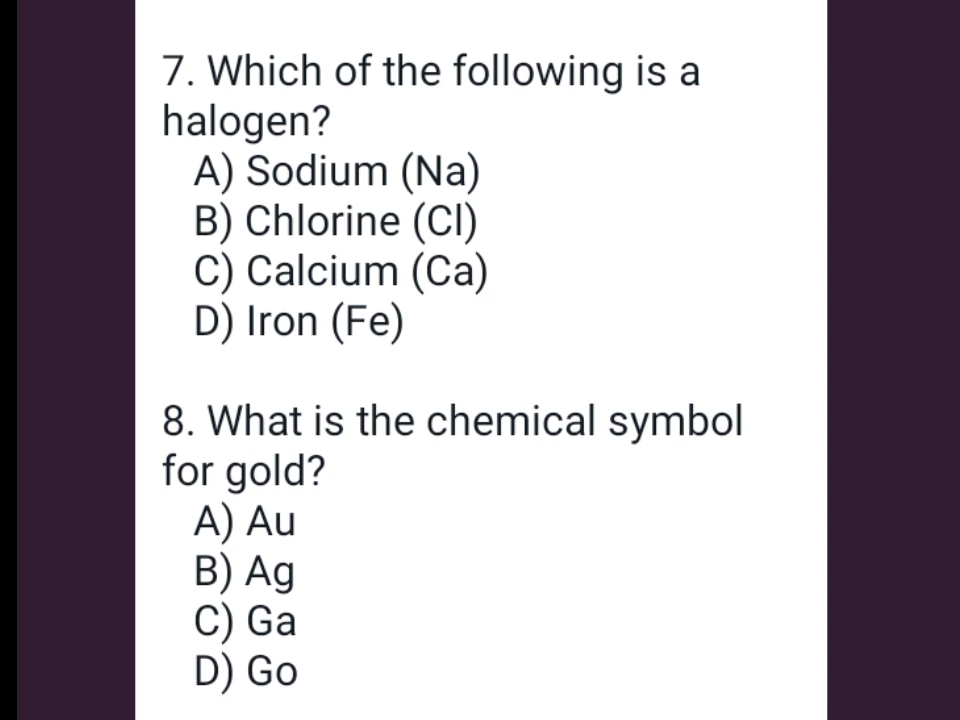 7. Which of the following is a
halogen?
A) Sodium (Na)
B) Chlorine (Cl)
C) Calcium (Ca)
D) Iron (Fe)
8. What is the chemical symbol
for gold?
A) Au
B) Ag
C) Ga
D) Go